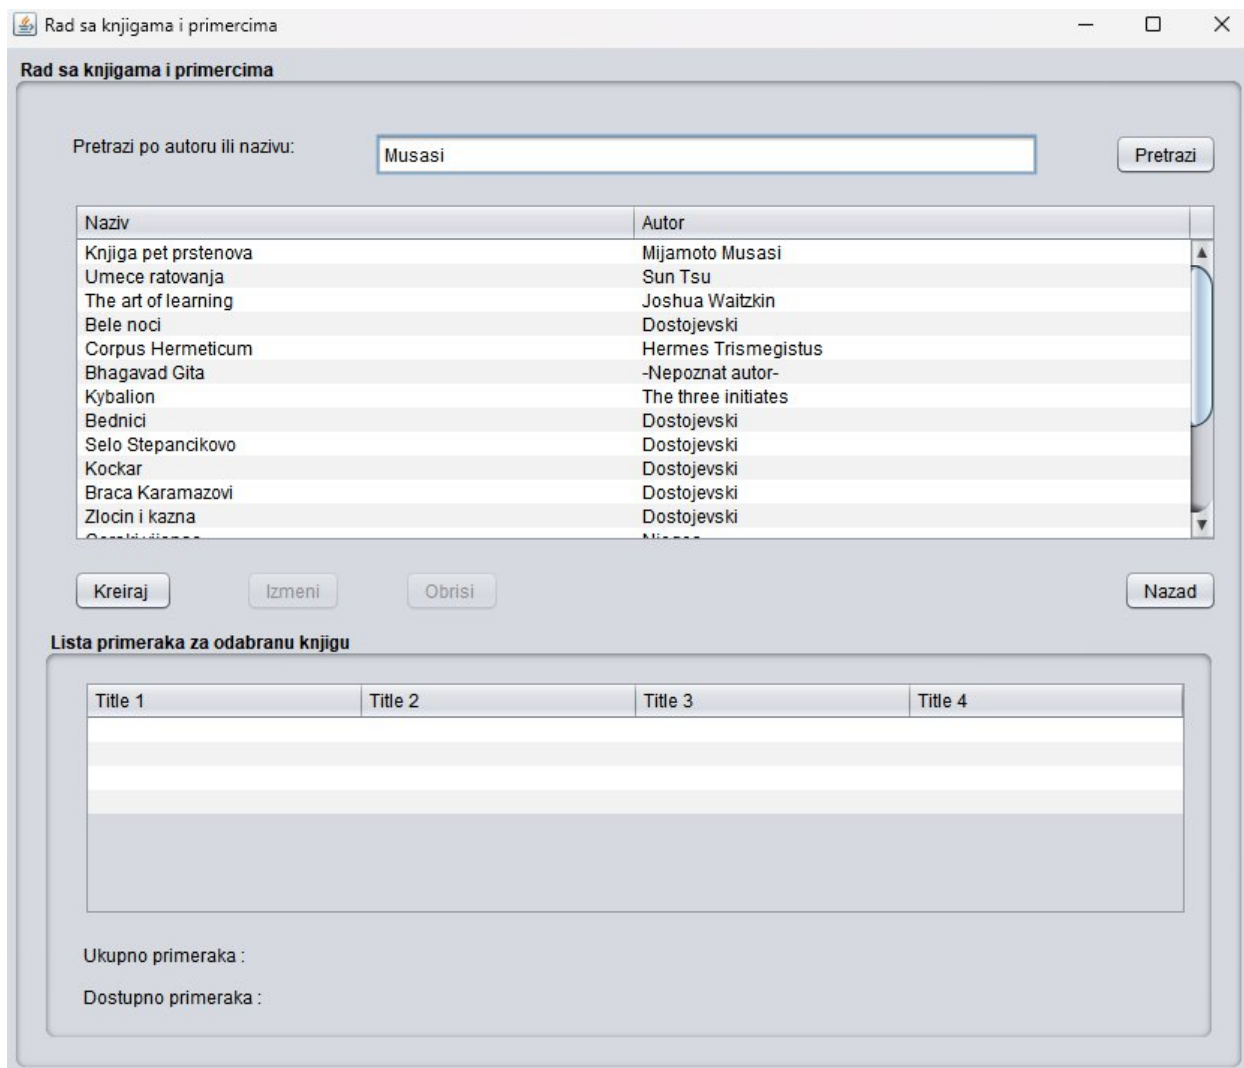 Rad sa knjigama i primercima
Rad sa knjigama i primercima
Pretrazi po autoru ili nazivu: Musasi Pretrazi
Naziv Autor
Knjiga pet prstenova Mijamoto Musasi
Umece ratovanja Sun Tsu
The art of learning Joshua Waitzkin
Bele noci Dostojevski
Corpus Hermeticum Hermes Trismegistus
Bhagavad Gita -Nepoznat autor-
Kybalion The three initiates
Bednici Dostojevski
Selo Stepancikovo Dostojevski
Kockar Dostojevski
Braca Karamazovi Dostojevski
Zlocin i kazna Dostojevski
Kreiraj Izmeni Obrisi Nazad
Lista primeraka za odabranu knjigu
Title 1 Title 2 Title 3 Title 4
Ukupno primeraka :
Dostupno primeraka :